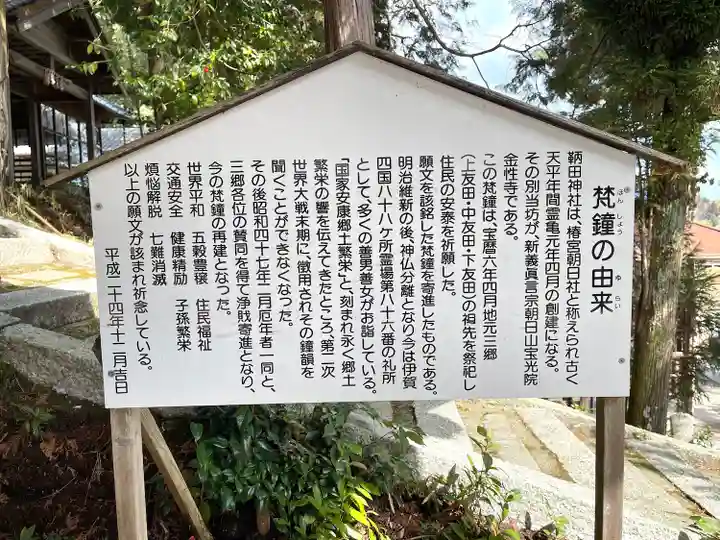 梵鐘の由来
ぼんしょう ゆらい
鞆田神社は、椿宮朝日社と称えられ古く
天平年間霊亀元年四月の創建になる。
その別当坊が、新義真言宗朝日山宝光院
金性寺である。
この梵鐘は、宝暦六年四月地元三郷
(上友田・中友田・下友田)の祖先を祭祀し
住民の安泰を祈願した。
願文を該銘した梵鐘を寄進したものである。
明治維新の後、神仏分離となり今は伊賀
四国八十八ケ所霊場第八十六番の礼所
として、多くの善男善女がお詣している。
「国家安康郷土繁栄」と、刻まれ永く郷土
繁栄の響を伝えてきたところ、第二次
世界大戦末期に、徴用されその鐘韻を
聞くことができなくなった。
その後昭和四十七年二月厄年者一同と、
三郷各位の賛同を得て浄財寄進となり、
今の梵鐘の再建となった。
世界平和 五穀豊穣 住民福祉
交通安全 健康精励 子孫繁栄
煩悩解脱 七難消滅
以上の願文が該まれ祈念している。
平成二十四年十二月吉日